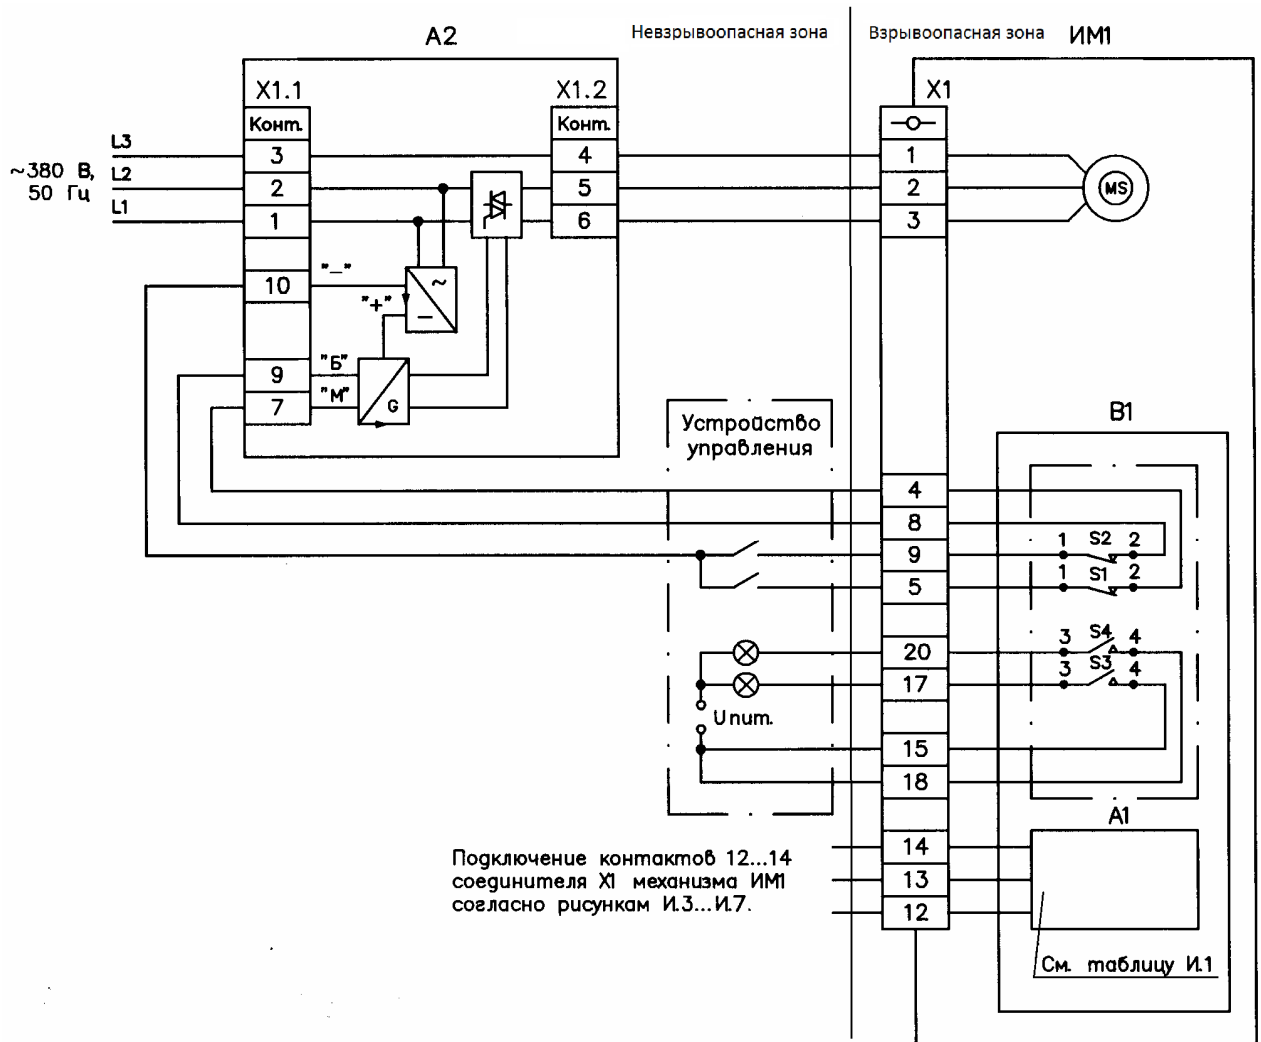 Невзрывоопасная зона
Взрывоопасная зона
ИМ1
А2
Х1.1
Х1.2
Х1
Конт.
Конт.
L3
3
4
1
~380 В,
50 Гц
L2
2
5
2
MS
L1
1
6
3
10
"–"
~
"+"
–
9
"Б"
7
"М"
G
Устройство
управления
В1
4
8
9
1
S2
2
5
1
S1
2
20
3
S4
4
17
3
S3
4
U пит.
15
18
А1
Подключение контактов 12...14
соединителя Х1 механизма ИМ1
согласно рисункам И.3...И.7.
14
13
12
См. таблицу И.1